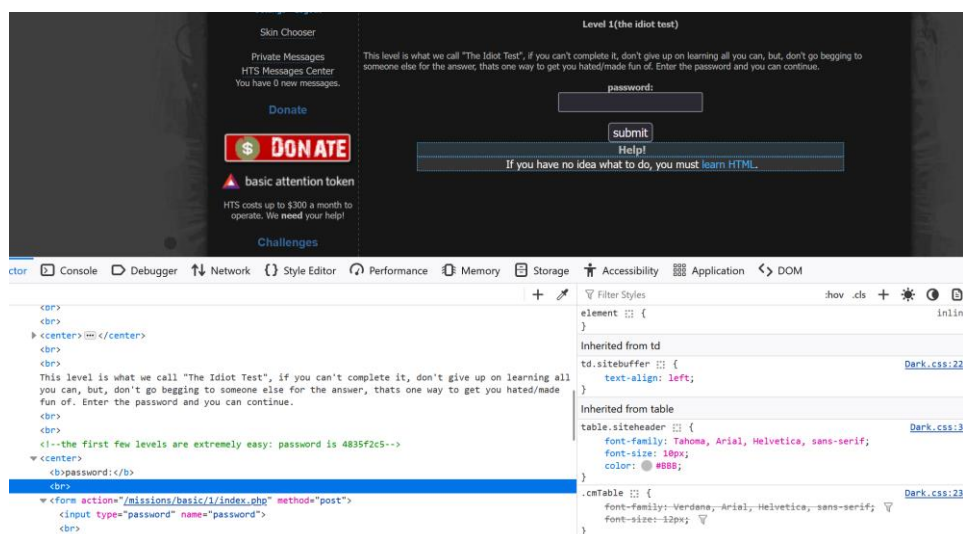 Level 1(the idiot test)
Skin Chooser
Private Messages
HTS Messages Center
You have 0 new messages.
Donate
$ DONATE
basic attention token
HTS costs up to $300 a month to
operate. We need your help!
Challenges
This level is what we call "The Idiot Test", if you can't complete it, don't give up on learning all you can, but, don't go begging to
someone else for the answer, thats one way to get you hated/made fun of. Enter the password and you can continue.
password:
submit
Help!
If you have no idea what to do, you must learn HTML.
ctor Console Debugger Network {} Style Editor Performance Memory Storage Accessibility Application DOM
Filter Styles :hov .cls
<br>
<br>
<center></center>
<br>
<br>
This level is what we call "The Idiot Test", if you can't complete it, don't give up on learning all
you can, but, don't go begging to someone else for the answer, thats one way to get you hated/made
fun of. Enter the password and you can continue.
<br>
<br>
<!--the first few levels are extremely easy: password is 4835f2c5-->
<center>
<b>password:</b>
<br>
<form action="/missions/basic/1/index.php" method="post">
<input type="password" name="password">
<br>
element { inlin
}
Inherited from td
td.sitebuffer { Dark.css:22
text-align: left;
}
Inherited from table
table.siteheader { Dark.css:3
font-family: Tahoma, Arial, Helvetica, sans-serif;
font-size: 10px;
color: #BBB;
}
.cmTable { Dark.css:23
font-family: Verdana, Arial, Helvetica, sans-serif;
font-size: 12px;
}